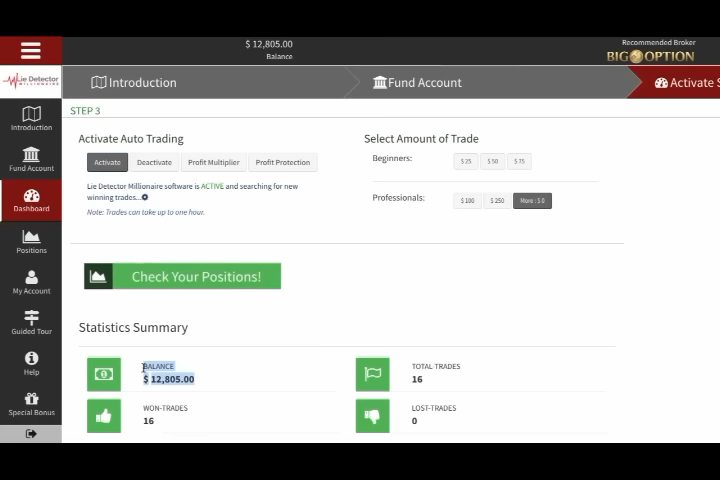 $ 12,805.00
Balance
Recommended Broker
BIG OPTION
Lie Detector
MILLIONAIRE
Introduction
Fund Account
Activate S
Introduction
Fund Account
Dashboard
Positions
My Account
Guided Tour
Help
Special Bonus
STEP 3
Activate Auto Trading
Activate
Deactivate
Profit Multiplier
Profit Protection
Lie Detector Millionaire software is ACTIVE and searching for new
winning trades...
Note: Trades can take up to one hour.
Select Amount of Trade
Beginners:
$ 25
$ 50
$ 75
Professionals:
$ 100
$ 250
More : $ 0
Check Your Positions!
Statistics Summary
BALANCE
$ 12,805.00
TOTAL TRADES
16
WON-TRADES
16
LOST-TRADES
0